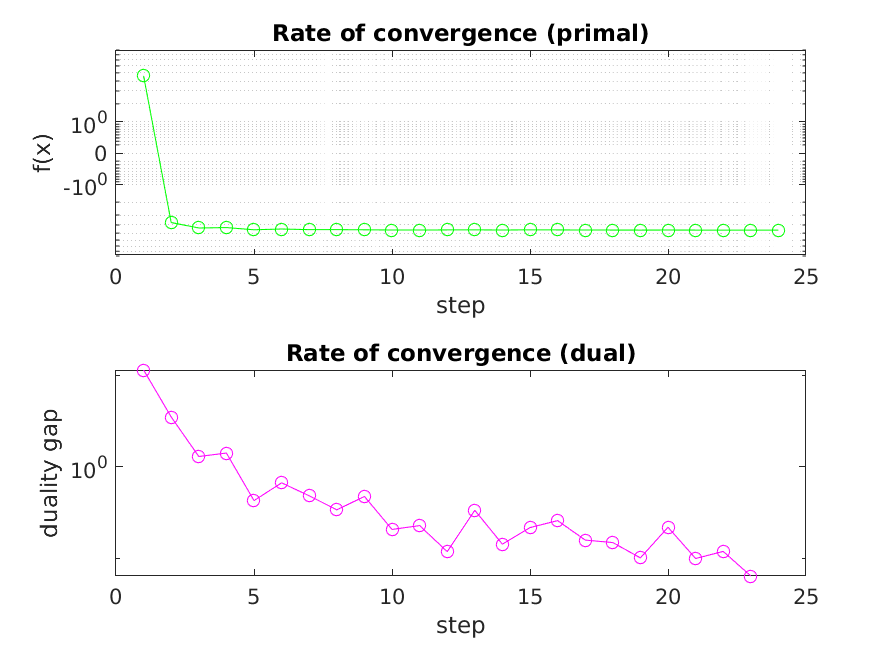 Rate of convergence (primal)
f(x)
10^0
0
-10^0
0 5 10 15 20 25
step
Rate of convergence (dual)
duality gap
10^0
0 5 10 15 20 25
step